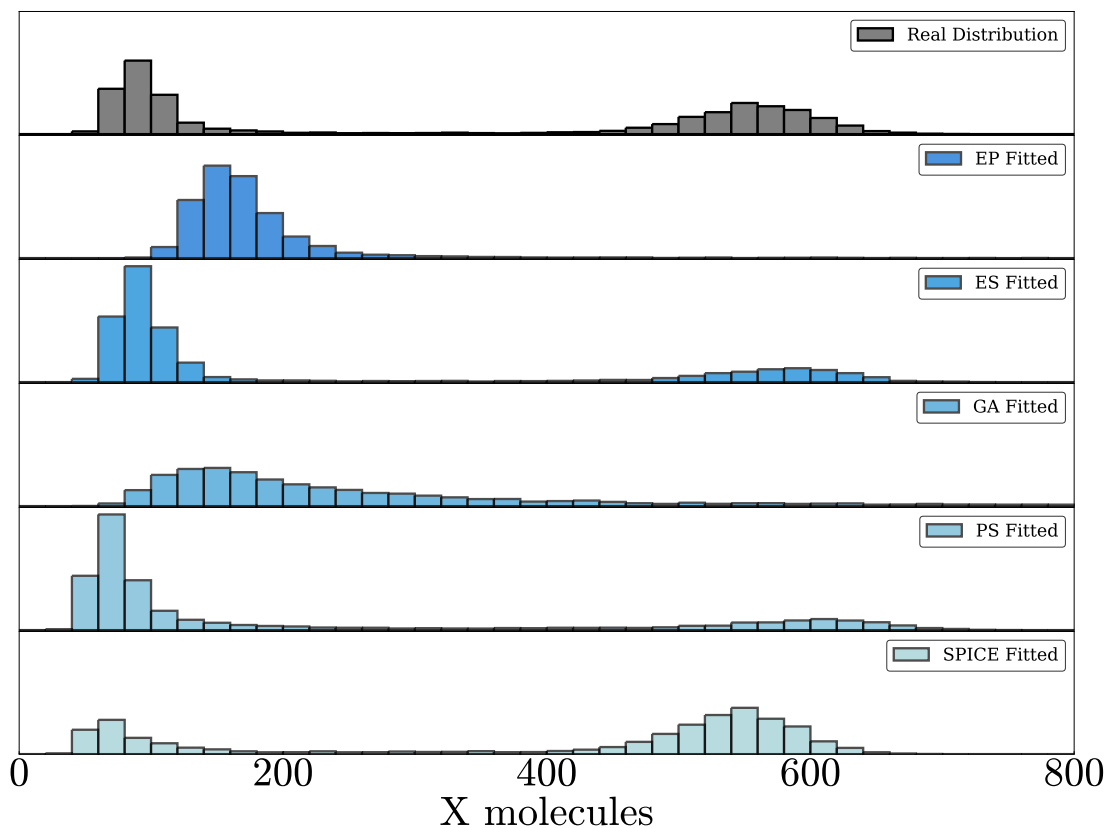 Real Distribution
EP Fitted
ES Fitted
GA Fitted
PS Fitted
SPICE Fitted
0 200 400 600 800
X molecules